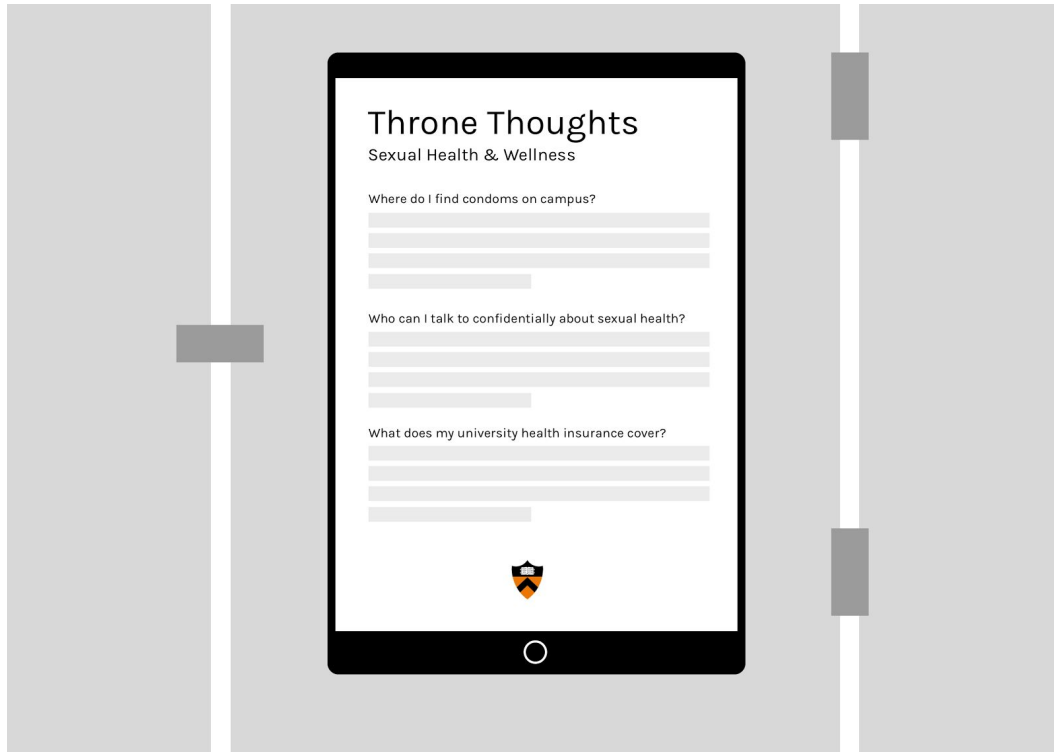 Throne Thoughts
Sexual Health & Wellness
Where do I find condoms on campus?
Who can I talk to confidentially about sexual health?
What does my university health insurance cover?